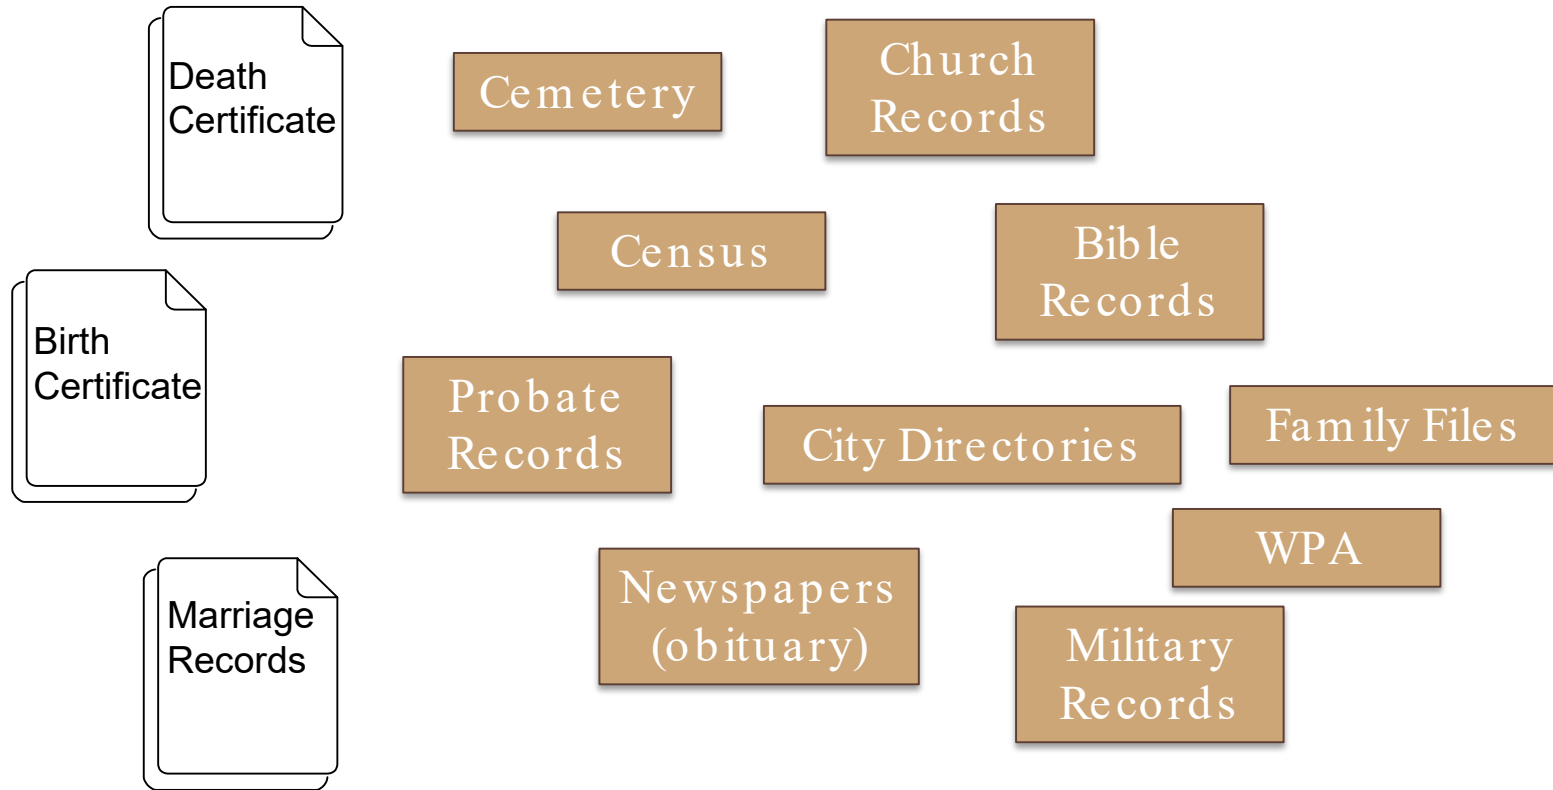 Death
Certificate
Cemetery
Church
Records
Census
Bible
Records
Birth
Certificate
Probate
Records
City Directories
Family Files
WPA
Newspapers
(obituary)
Marriage
Records
Military
Records